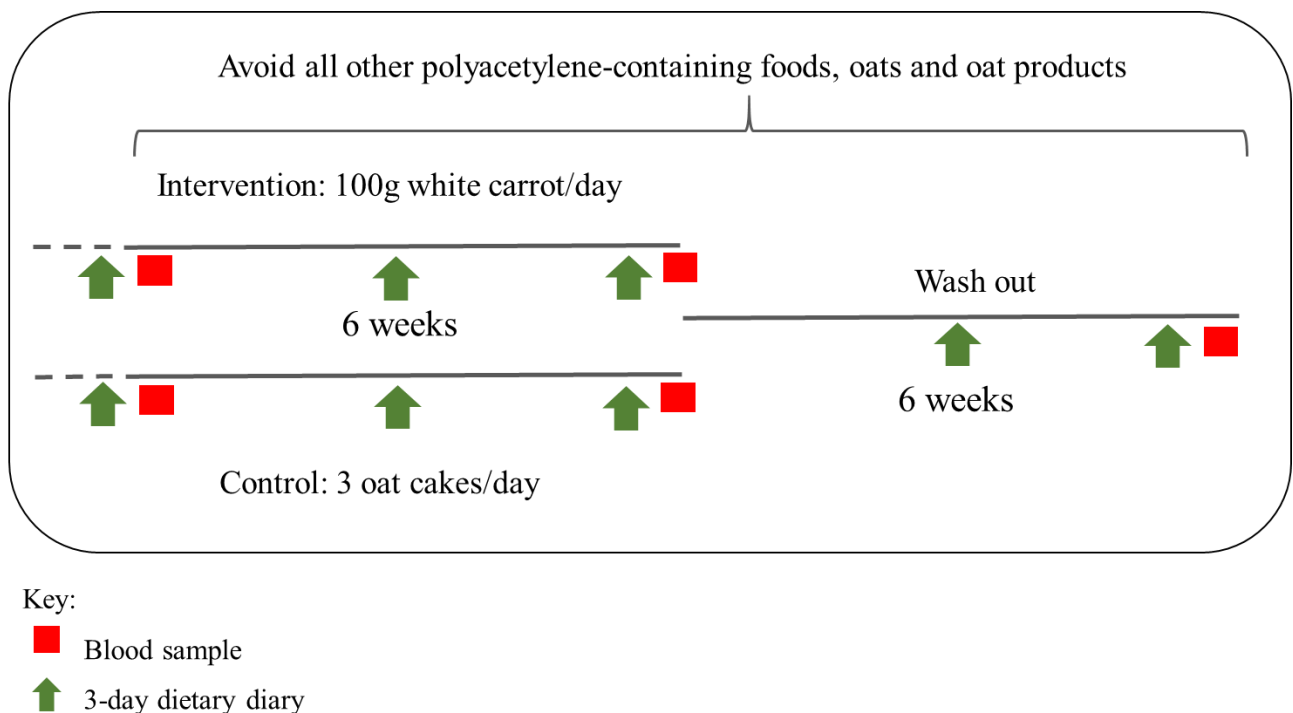 Avoid all other polyacetylene-containing foods, oats and oat products
Intervention: 100g white carrot/day
6 weeks
Wash out
6 weeks
Control: 3 oat cakes/day
Key:
Blood sample
3-day dietary diary